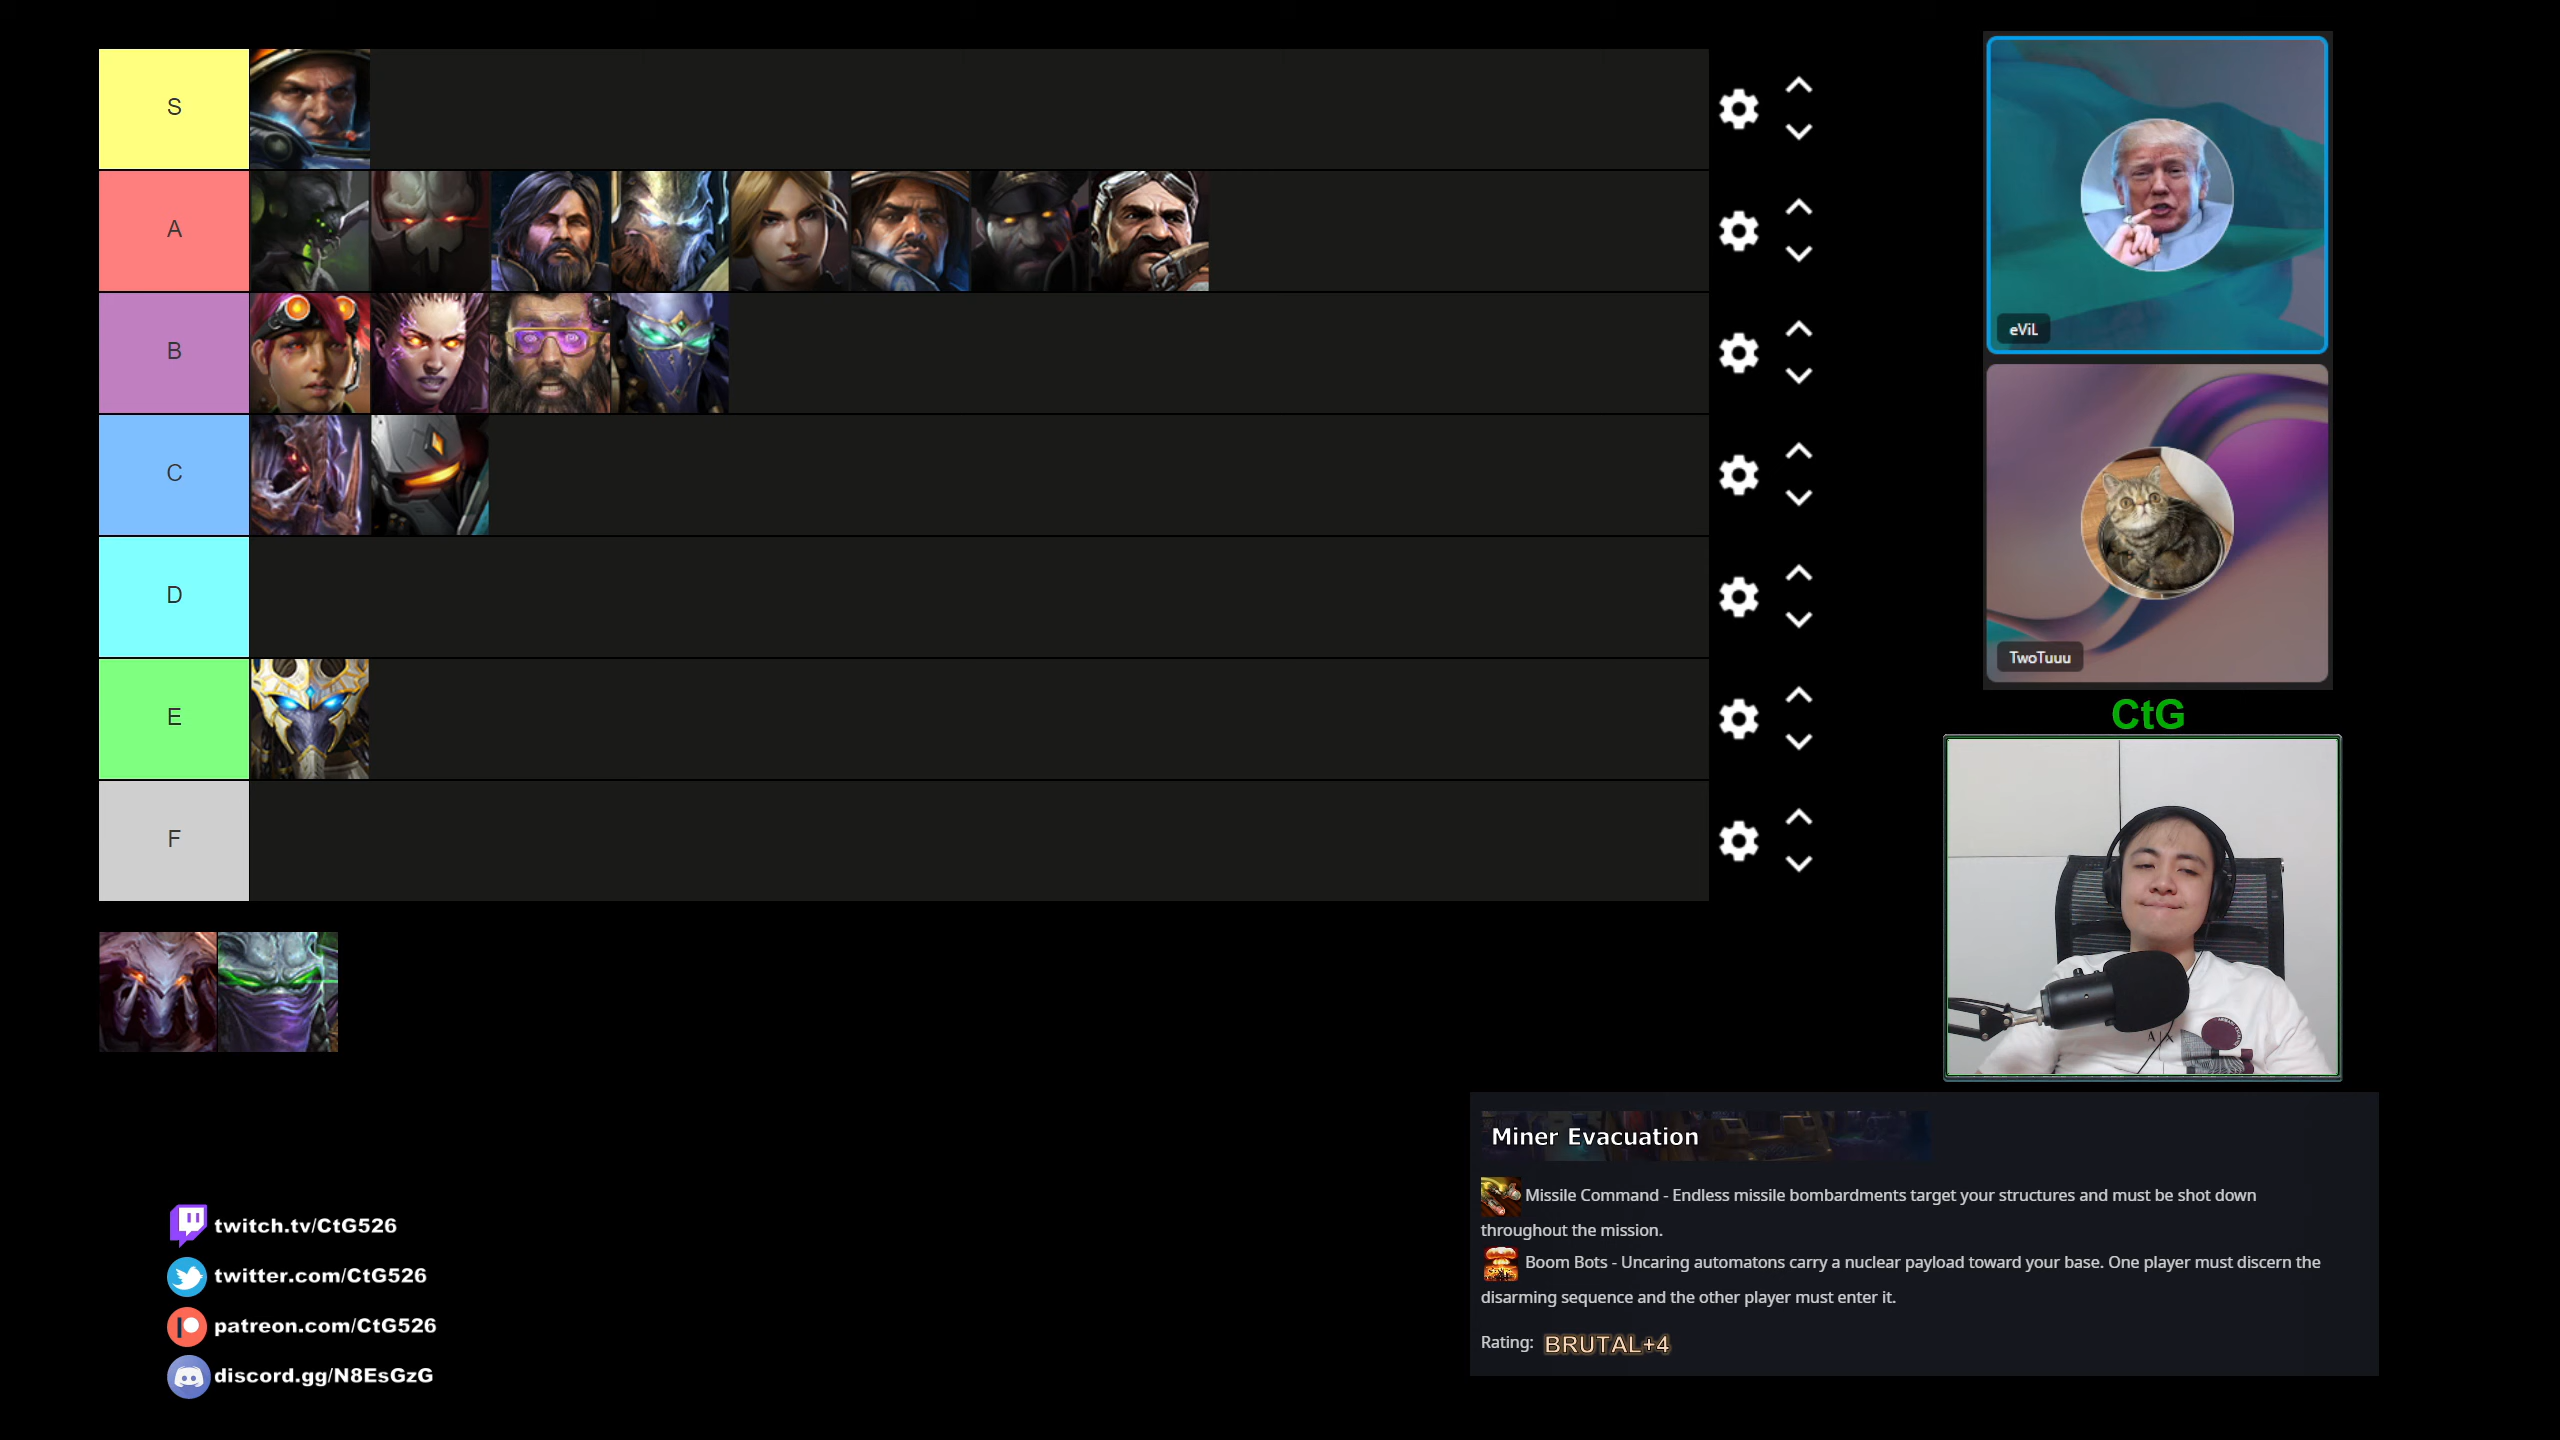 S
A
B
C
D
E
F
eViL
TwoTuuu
CtG
A|X
Miner Evacuation
Missile Command - Endless missile bombardments target your structures and must be shot down
throughout the mission.
Boom Bots - Uncaring automatons carry a nuclear payload toward your base. One player must discern the
disarming sequence and the other player must enter it.
Rating: BRUTAL+4
twitch.tv/CtG526
twitter.com/CtG526
patreon.com/CtG526
discord.gg/N8EsGzG